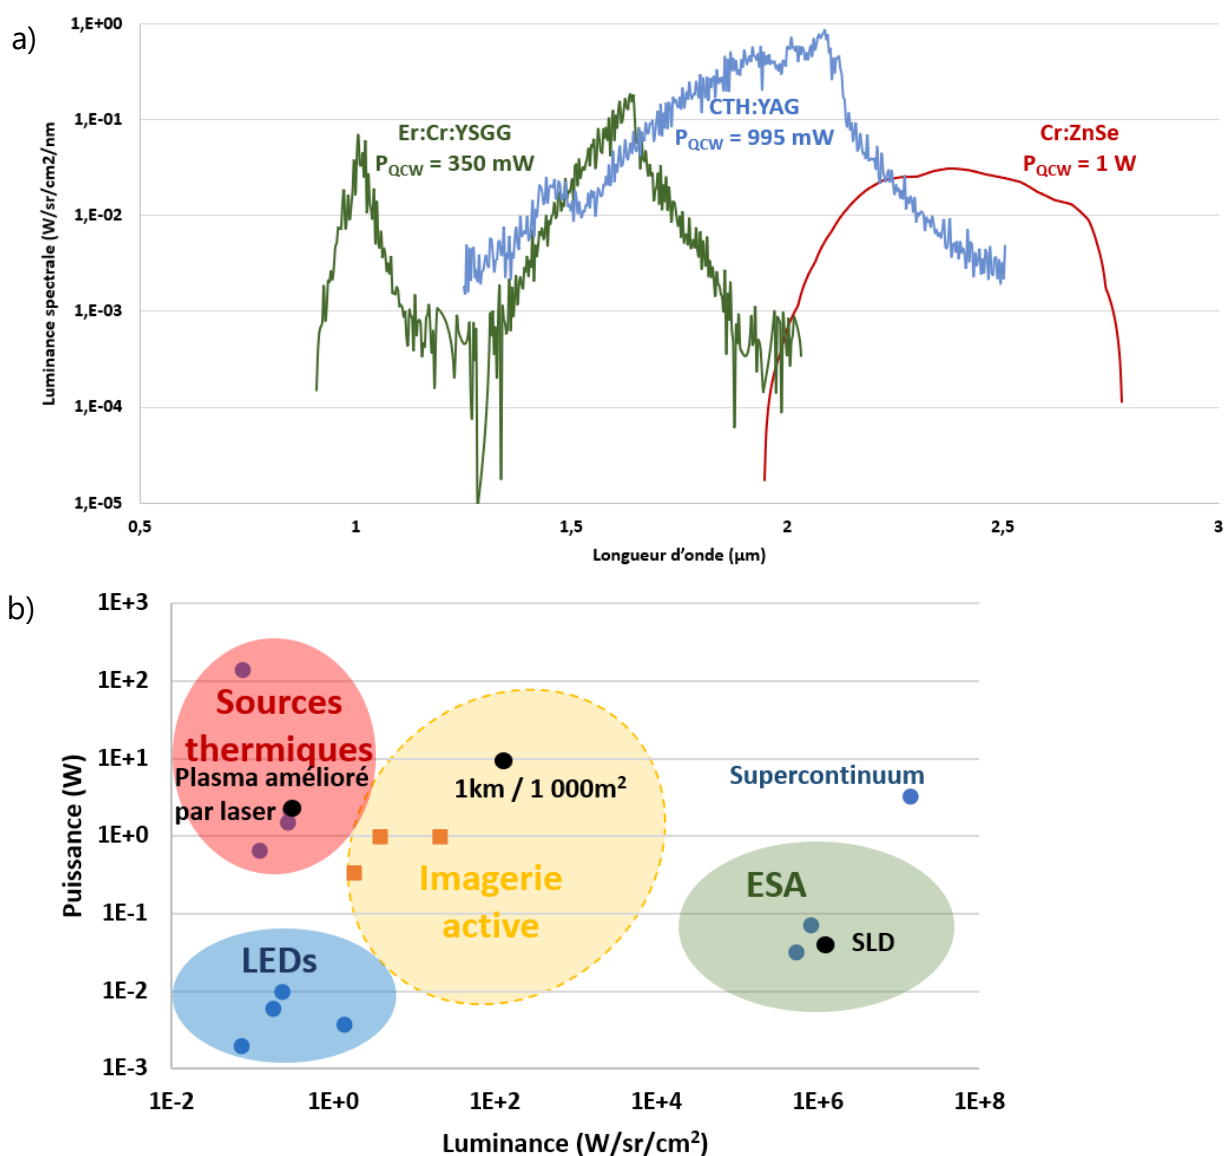 a)
1,E+00
1,E-01
1,E-02
1,E-03
1,E-04
1,E-05
Luminance spectrale (W/sr/cm2/nm)
Er:Cr:YSGG
P_QCW = 350 mW
CTH:YAG
P_QCW = 995 mW
Cr:ZnSe
P_QCW = 1 W
0,5
1
1,5
2
2,5
3
Longueur d’onde (µm)
b)
1E+3
1E+2
1E+1
1E+0
1E-1
1E-2
1E-3
Puissance (W)
Sources
thermiques
Plasma amélioré
par laser
1km / 1 000m²
Supercontinuum
Imagerie
active
ESA
SLD
LEDs
1E-2
1E+0
1E+2
1E+4
1E+6
1E+8
Luminance (W/sr/cm²)